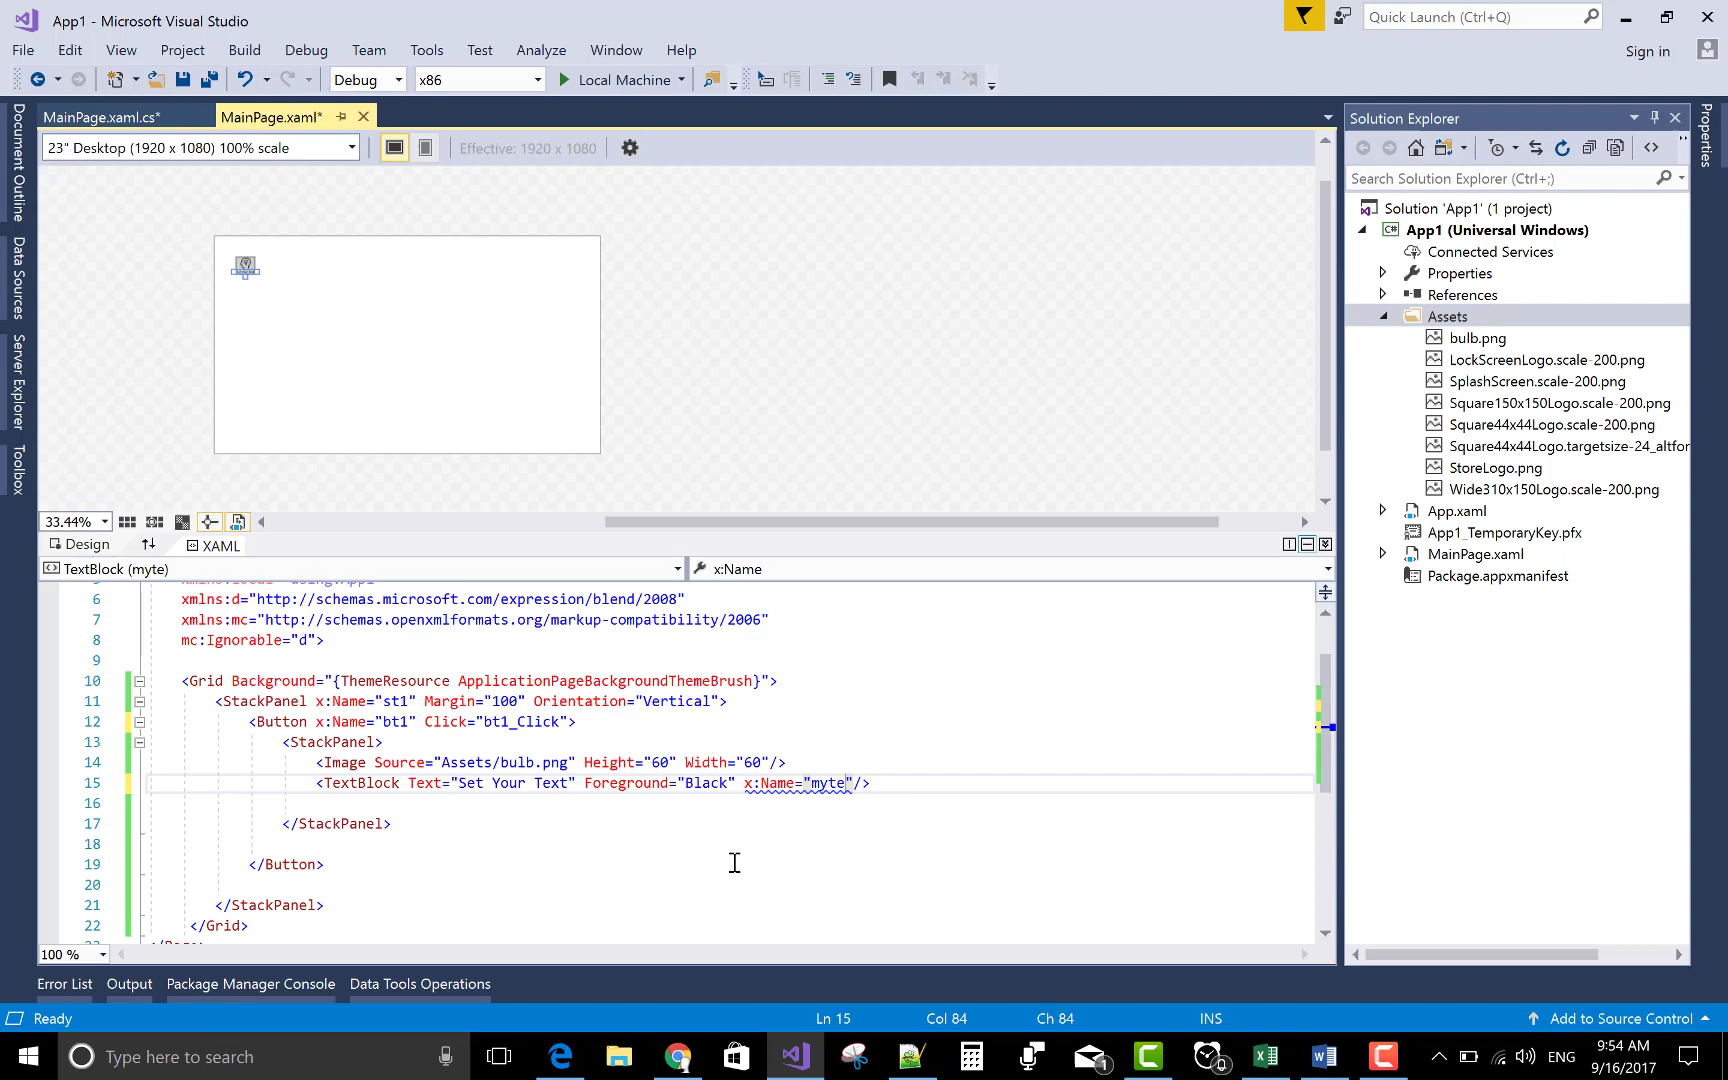 App1 - Microsoft Visual Studio
Quick Launch (Ctrl+Q)
File Edit View Project Build Debug Team Tools Test Analyze Window Help
Sign in
Debug x86 Local Machine
MainPage.xaml.cs* MainPage.xaml*
23" Desktop (1920 x 1080) 100% scale Effective: 1920 x 1080
Document Outline
Data Sources
Server Explorer
Toolbox
33.44%
Design XAML
TextBlock (myte) x:Name
6 xmlns:d="http://schemas.microsoft.com/expression/blend/2008"
7 xmlns:mc="http://schemas.openxmlformats.org/markup-compatibility/2006"
8 mc:Ignorable="d">
9
10 <Grid Background="{ThemeResource ApplicationPageBackgroundThemeBrush}">
11 <StackPanel x:Name="st1" Margin="100" Orientation="Vertical">
12 <Button x:Name="bt1" Click="bt1_Click">
13 <StackPanel>
14 <Image Source="Assets/bulb.png" Height="60" Width="60"/>
15 <TextBlock Text="Set Your Text" Foreground="Black" x:Name="myte"/>
16
17 </StackPanel>
18
19 </Button>
20
21 </StackPanel>
22 </Grid>
100 %
Solution Explorer
Search Solution Explorer (Ctrl+;)
Solution 'App1' (1 project)
App1 (Universal Windows)
Connected Services
Properties
References
Assets
bulb.png
LockScreenLogo.scale-200.png
SplashScreen.scale-200.png
Square150x150Logo.scale-200.png
Square44x44Logo.scale-200.png
Square44x44Logo.targetsize-24_altfor
StoreLogo.png
Wide310x150Logo.scale-200.png
App.xaml
App1_TemporaryKey.pfx
MainPage.xaml
Package.appxmanifest
Properties
Error List Output Package Manager Console Data Tools Operations
Ready Ln 15 Col 84 Ch 84 INS Add to Source Control
Type here to search
1
0
ENG
9:54 AM
9/16/2017